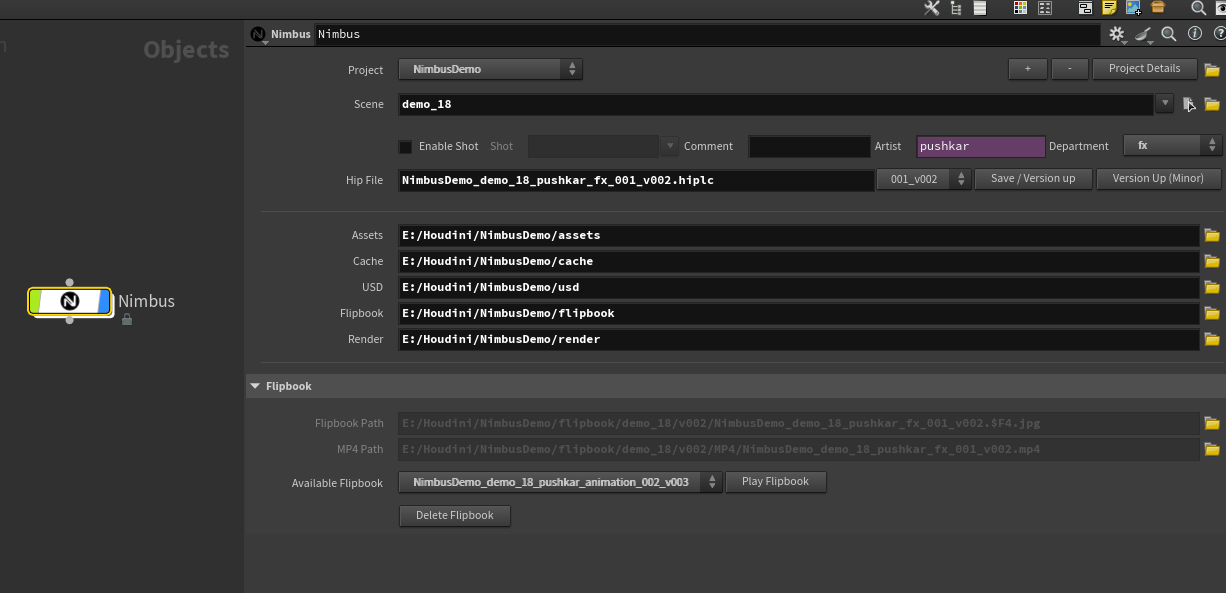 Objects
Nimbus Nimbus
Project NimbusDemo + - Project Details
Scene demo_18
Enable Shot Shot Comment Artist pushkar Department fx
Hip File NimbusDemo_demo_18_pushkar_fx_001_v002.hiplc 001_v002 Save / Version up Version Up (Minor)
Assets E:/Houdini/NimbusDemo/assets
Cache E:/Houdini/NimbusDemo/cache
USD E:/Houdini/NimbusDemo/usd
Nimbus
Flipbook E:/Houdini/NimbusDemo/flipbook
Render E:/Houdini/NimbusDemo/render
Flipbook
Flipbook Path E:/Houdini/NimbusDemo/flipbook/demo_18/v002/NimbusDemo_demo_18_pushkar_fx_001_v002.$F4.jpg
MP4 Path E:/Houdini/NimbusDemo/flipbook/demo_18/v002/MP4/NimbusDemo_demo_18_pushkar_fx_001_v002.mp4
Available Flipbook NimbusDemo_demo_18_pushkar_animation_002_v003 Play Flipbook
Delete Flipbook